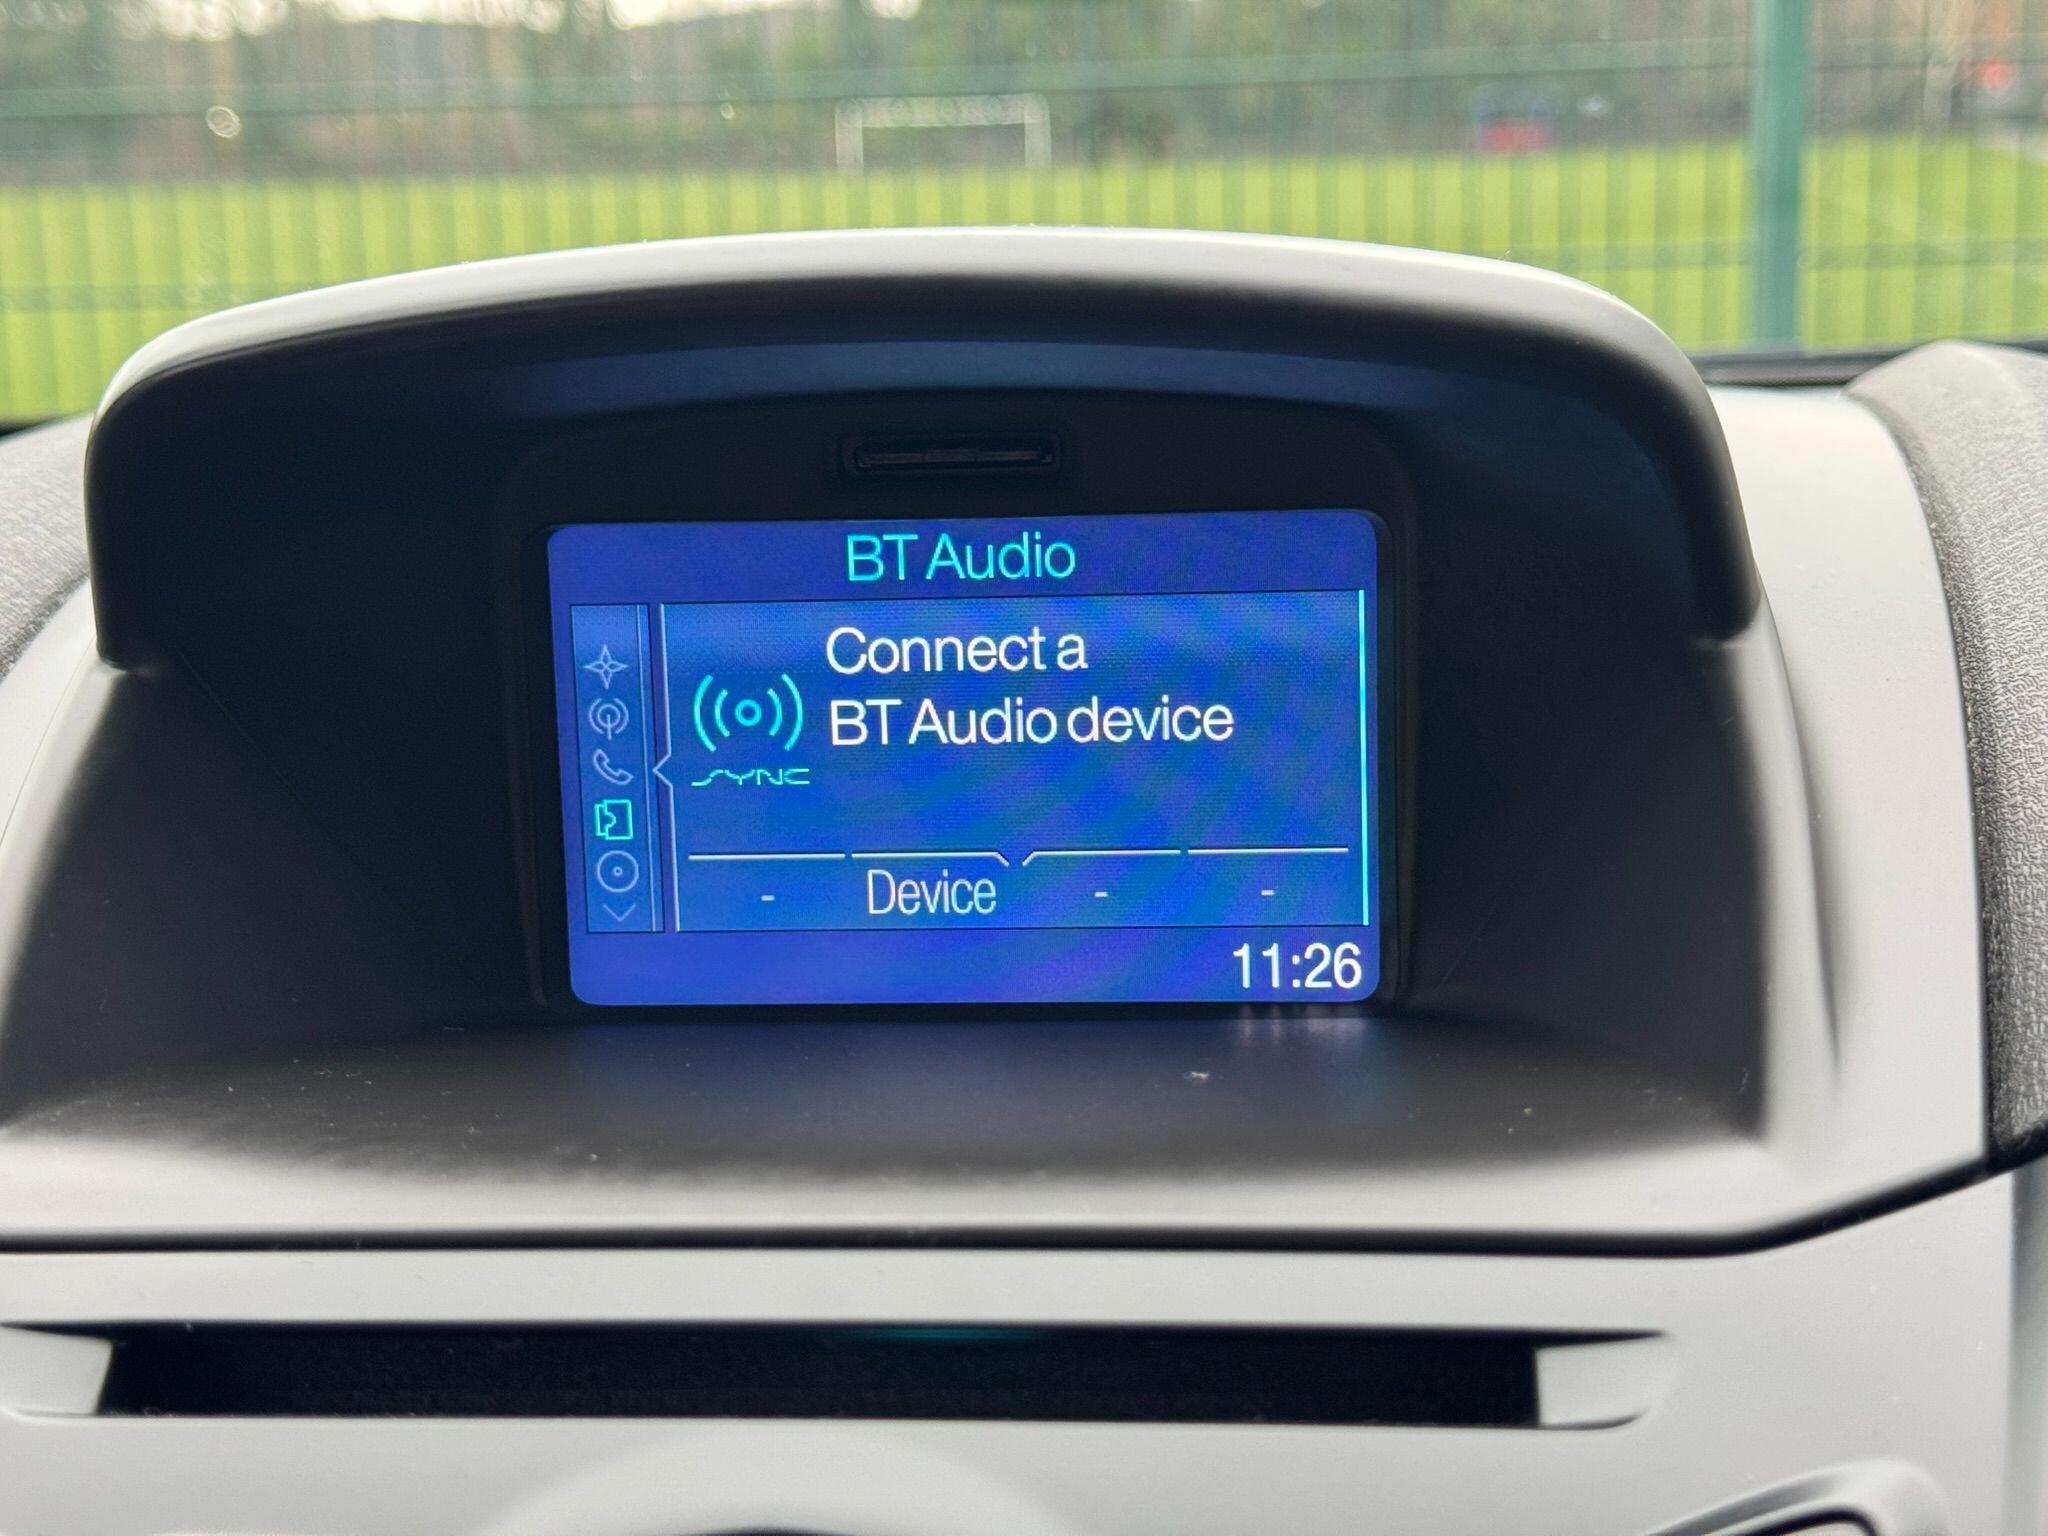 BT Audio
Connect a
BT Audio device
SYNC
- Device - -
11:26